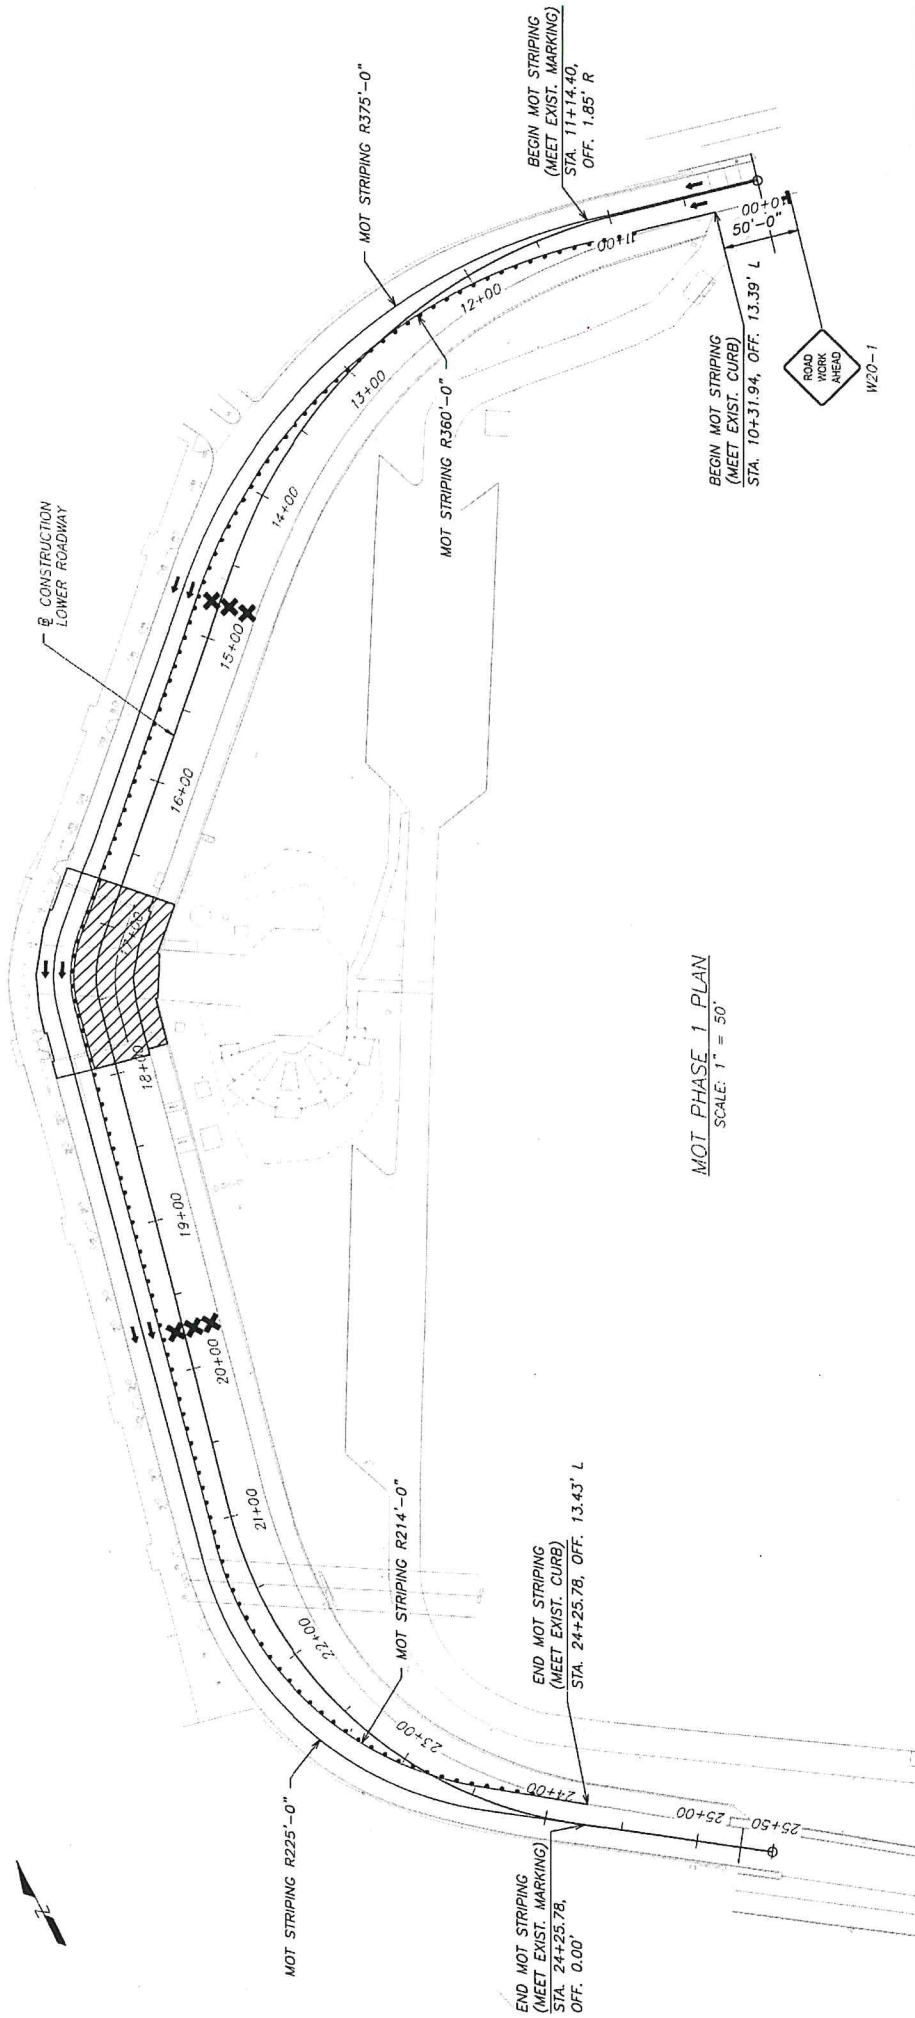 ℄ CONSTRUCTION
LOWER ROADWAY
MOT STRIPING R375'-0"
BEGIN MOT STRIPING
(MEET EXIST. MARKING)
STA. 11+14.40,
OFF. 1.85' R
MOT STRIPING R360'-0"
BEGIN MOT STRIPING
(MEET EXIST. CURB)
STA. 10+31.94, OFF. 13.39' L
50'-0"
ROAD
WORK
AHEAD
W20-1
10+00
11+00
12+00
13+00
14+00
15+00
16+00
17+00
18+00
19+00
20+00
21+00
22+00
23+00
24+00
25+00
25+50
MOT STRIPING R225'-0"
MOT STRIPING R214'-0"
END MOT STRIPING
(MEET EXIST. MARKING)
STA. 24+25.78,
OFF. 0.00'
END MOT STRIPING
(MEET EXIST. CURB)
STA. 24+25.78, OFF. 13.43' L
MOT PHASE 1 PLAN
SCALE: 1" = 50'
Z